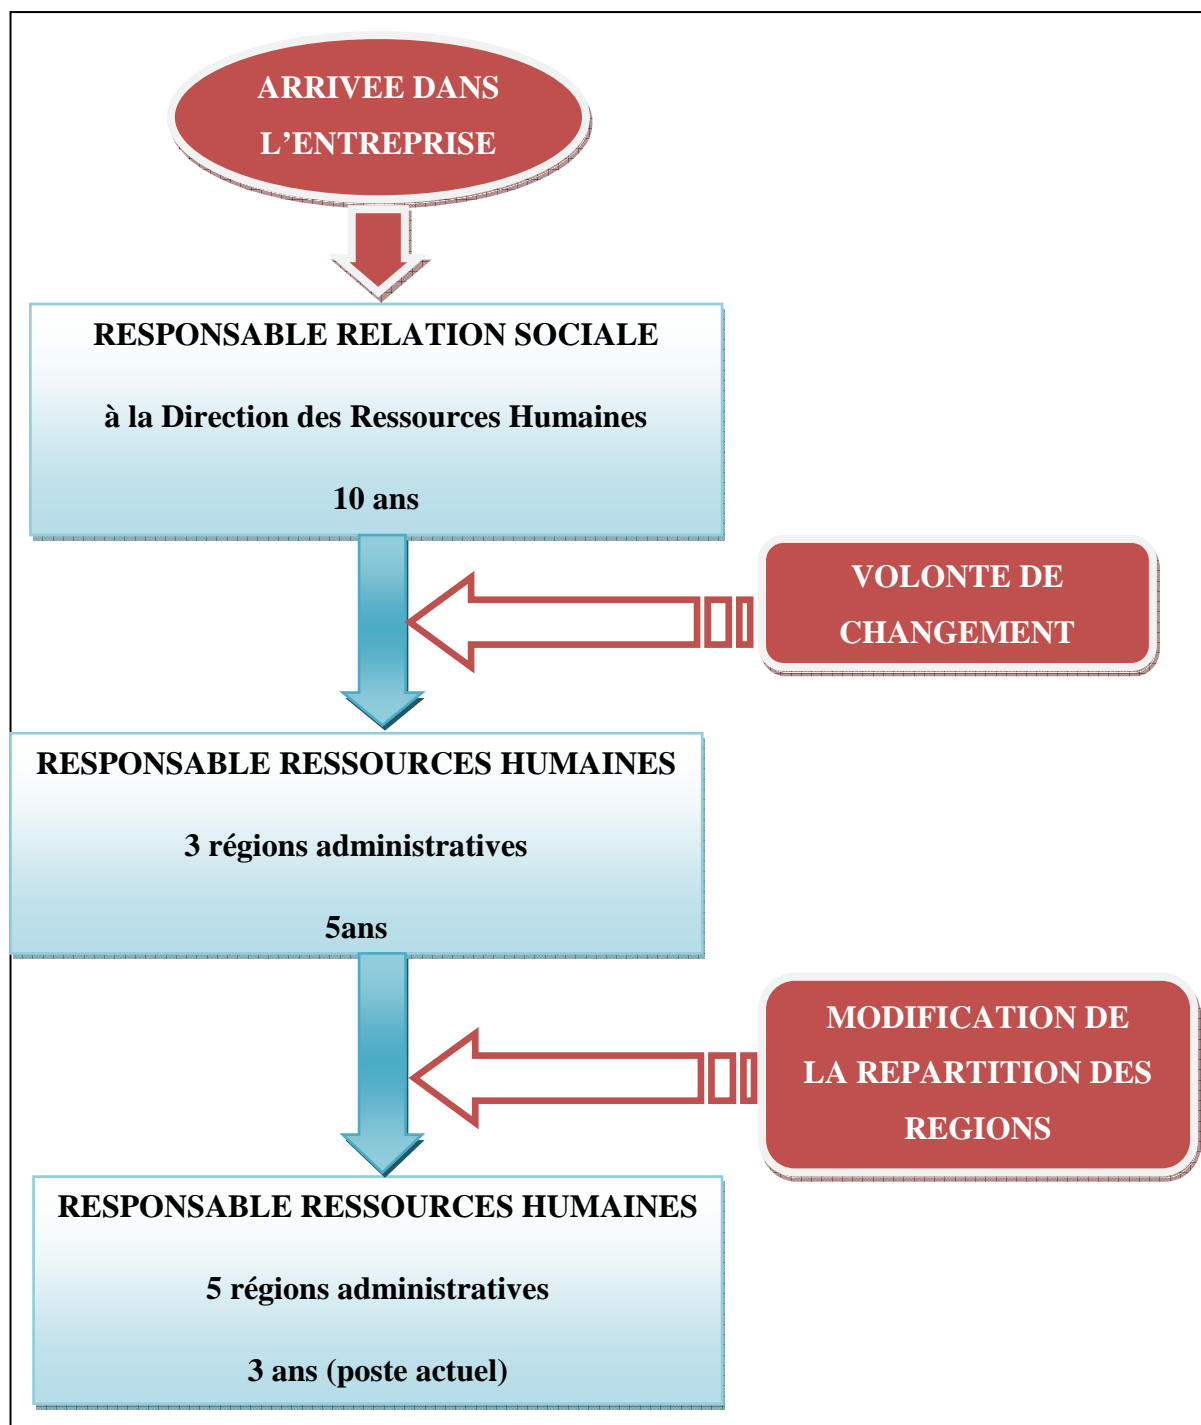 ARRIVEE DANS
L’ENTREPRISE
RESPONSABLE RELATION SOCIALE
à la Direction des Ressources Humaines
10 ans
VOLONTE DE
CHANGEMENT
RESPONSABLE RESSOURCES HUMAINES
3 régions administratives
5ans
MODIFICATION DE
LA REPARTITION DES
REGIONS
RESPONSABLE RESSOURCES HUMAINES
5 régions administratives
3 ans (poste actuel)